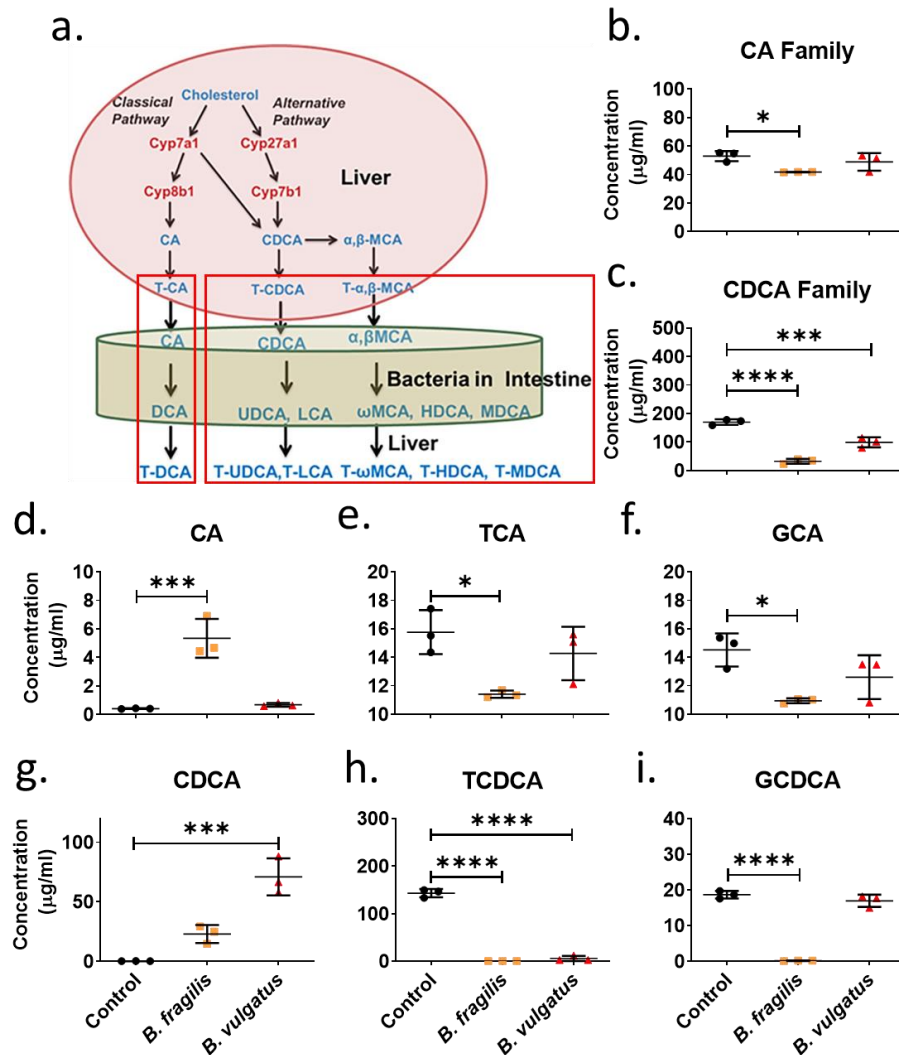 a.
Cholesterol
Classical
Pathway
Alternative
Pathway
Cyp7a1
Cyp27a1
Liver
Cyp8b1
Cyp7b1
CA
CDCA
α,β-MCA
T-CA
T-CDCA
T-α,β-MCA
CA
CDCA
α,βMCA
Bacteria in Intestine
DCA
UDCA, LCA
ωMCA, HDCA, MDCA
Liver
T-DCA
T-UDCA,T-LCA
T-ωMCA, T-HDCA, T-MDCA
b.
CA Family
Concentration
(μg/ml)
100
80
60
40
20
0
*
c.
CDCA Family
Concentration
(μg/ml)
500
400
300
200
100
0
***
****
d.
CA
Concentration
(μg/ml)
10
8
6
4
2
0
***
e.
TCA
20
18
16
14
12
10
*
f.
GCA
20
18
16
14
12
10
*
g.
CDCA
Concentration
(μg/ml)
100
50
0
***
Control
B. fragilis
B. vulgatus
h.
TCDCA
300
200
100
0
****
****
Control
B. fragilis
B. vulgatus
i.
GCDCA
40
30
20
10
0
****
Control
B. fragilis
B. vulgatus